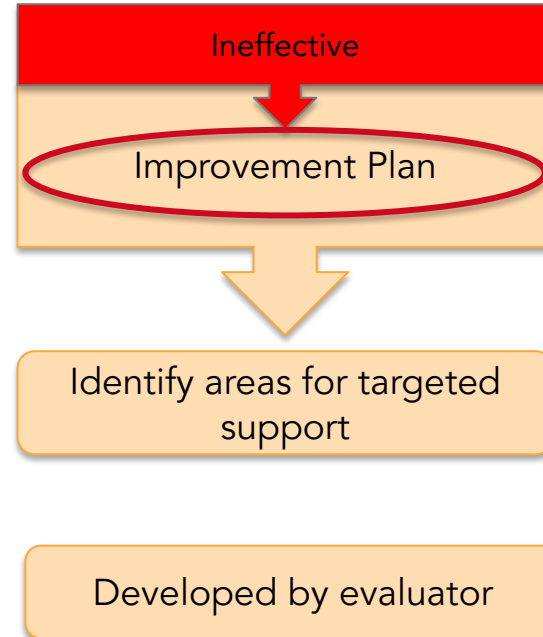 Ineffective
Improvement Plan
Identify areas for targeted
support
Developed by evaluator